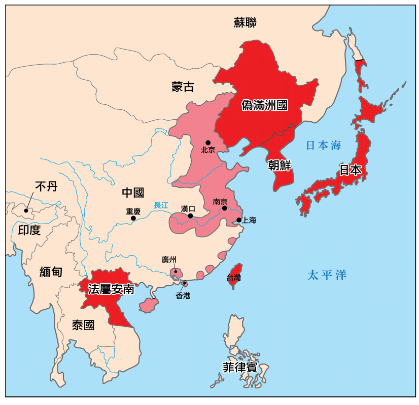 蘇聯
蒙古
偽滿洲國
北京
日本海
朝鮮
日本
不丹
中國
長江
漢口
南京
上海
重慶
印度
緬甸
廣州
台灣
太平洋
法屬安南
香港
泰國
菲律賓